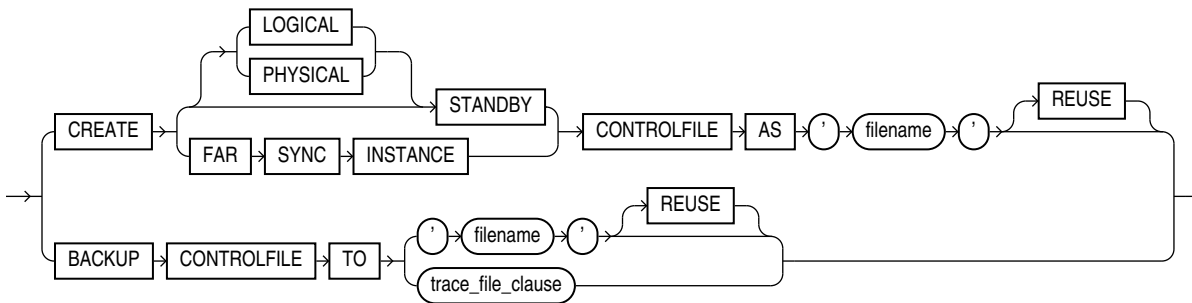 LOGICAL
PHYSICAL
CREATE STANDBY CONTROLFILE AS ' filename ' REUSE
FAR SYNC INSTANCE
BACKUP CONTROLFILE TO ' filename ' REUSE
trace_file_clause